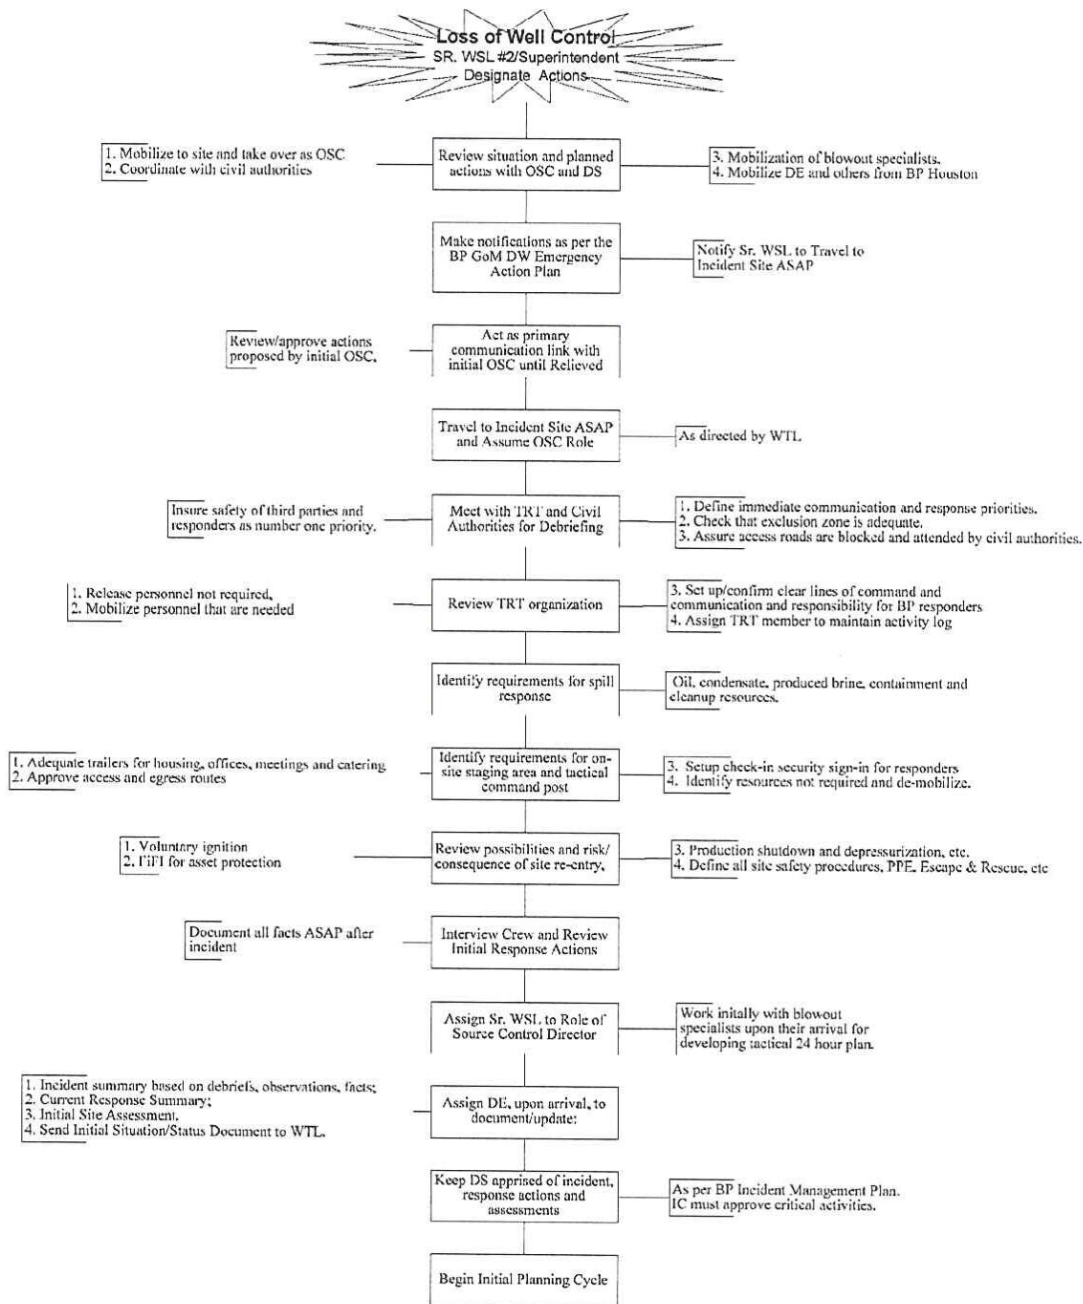 Loss of Well Control
SR. WSL #2/Superintendent
Designate Actions
1. Mobilize to site and take over as OSC
2. Coordinate with civil authorities
Review situation and planned
actions with OSC and DS
3. Mobilization of blowout specialists.
4. Mobilize DE and others from BP Houston
Make notifications as per the
BP GoM DW Emergency
Action Plan
Notify Sr. WSL to Travel to
Incident Site ASAP
Review/approve actions
proposed by initial OSC.
Act as primary
communication link with
initial OSC until Relieved
Travel to Incident Site ASAP
and Assume OSC Role
As directed by WTL
Insure safety of third parties and
responders as number one priority.
Meet with TRT and Civil
Authorities for Debriefing
1. Define immediate communication and response priorities.
2. Check that exclusion zone is adequate.
3. Assure access roads are blocked and attended by civil authorities.
1. Release personnel not required,
2. Mobilize personnel that are needed
Review TRT organization
3. Set up/confirm clear lines of command and
communication and responsibility for BP responders
4. Assign TRT member to maintain activity log
Identify requirements for spill
response
Oil, condensate, produced brine, containment and
cleanup resources.
1. Adequate trailers for housing, offices, meetings and catering
2. Approve access and egress routes
Identify requirements for on-
site staging area and tactical
command post
3. Setup check-in security sign-in for responders
4. Identify resources not required and de-mobilize.
1. Voluntary ignition
2. FiFi for asset protection
Review possibilities and risk/
consequence of site re-entry,
3. Production shutdown and depressurization, etc.
4. Define all site safety procedures, PPE, Escape & Rescue, etc
Document all facts ASAP after
incident
Interview Crew and Review
Initial Response Actions
Assign Sr. WSL to Role of
Source Control Director
Work initally with blowout
specialists upon their arrival for
developing tactical 24 hour plan.
1. Incident summary based on debriefs, observations, facts;
2. Current Response Summary;
3. Initial Site Assessment.
4. Send Initial Situation/Status Document to WTL.
Assign DE, upon arrival, to
document/update:
Keep DS apprised of incident,
response actions and
assessments
As per BP Incident Management Plan.
IC must approve critical activities.
Begin Initial Planning Cycle